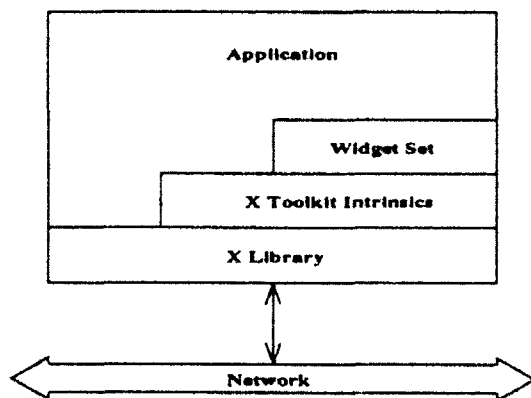 Application
Widget Set
X Toolkit Intrinsics
X Library
Network